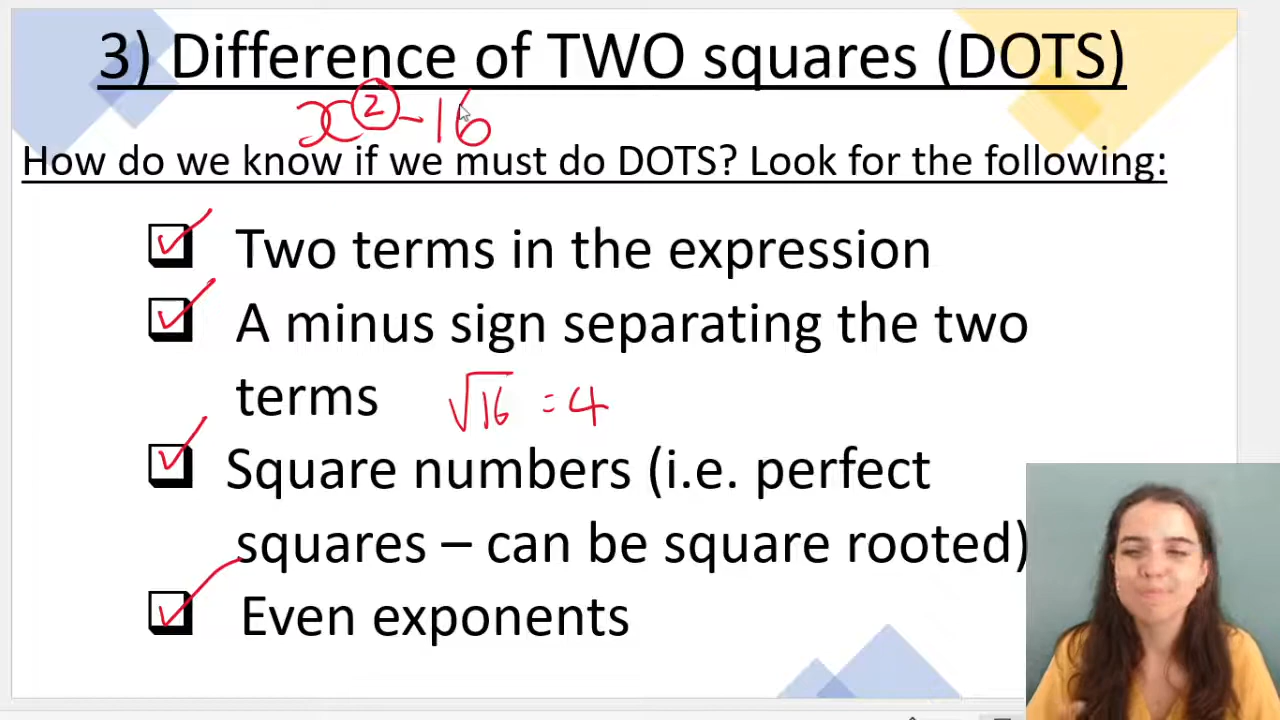 3) Difference of TWO squares (DOTS)
x² - 16
How do we know if we must do DOTS? Look for the following:
Two terms in the expression
A minus sign separating the two
terms √16 = 4
Square numbers (i.e. perfect
squares – can be square rooted)
Even exponents